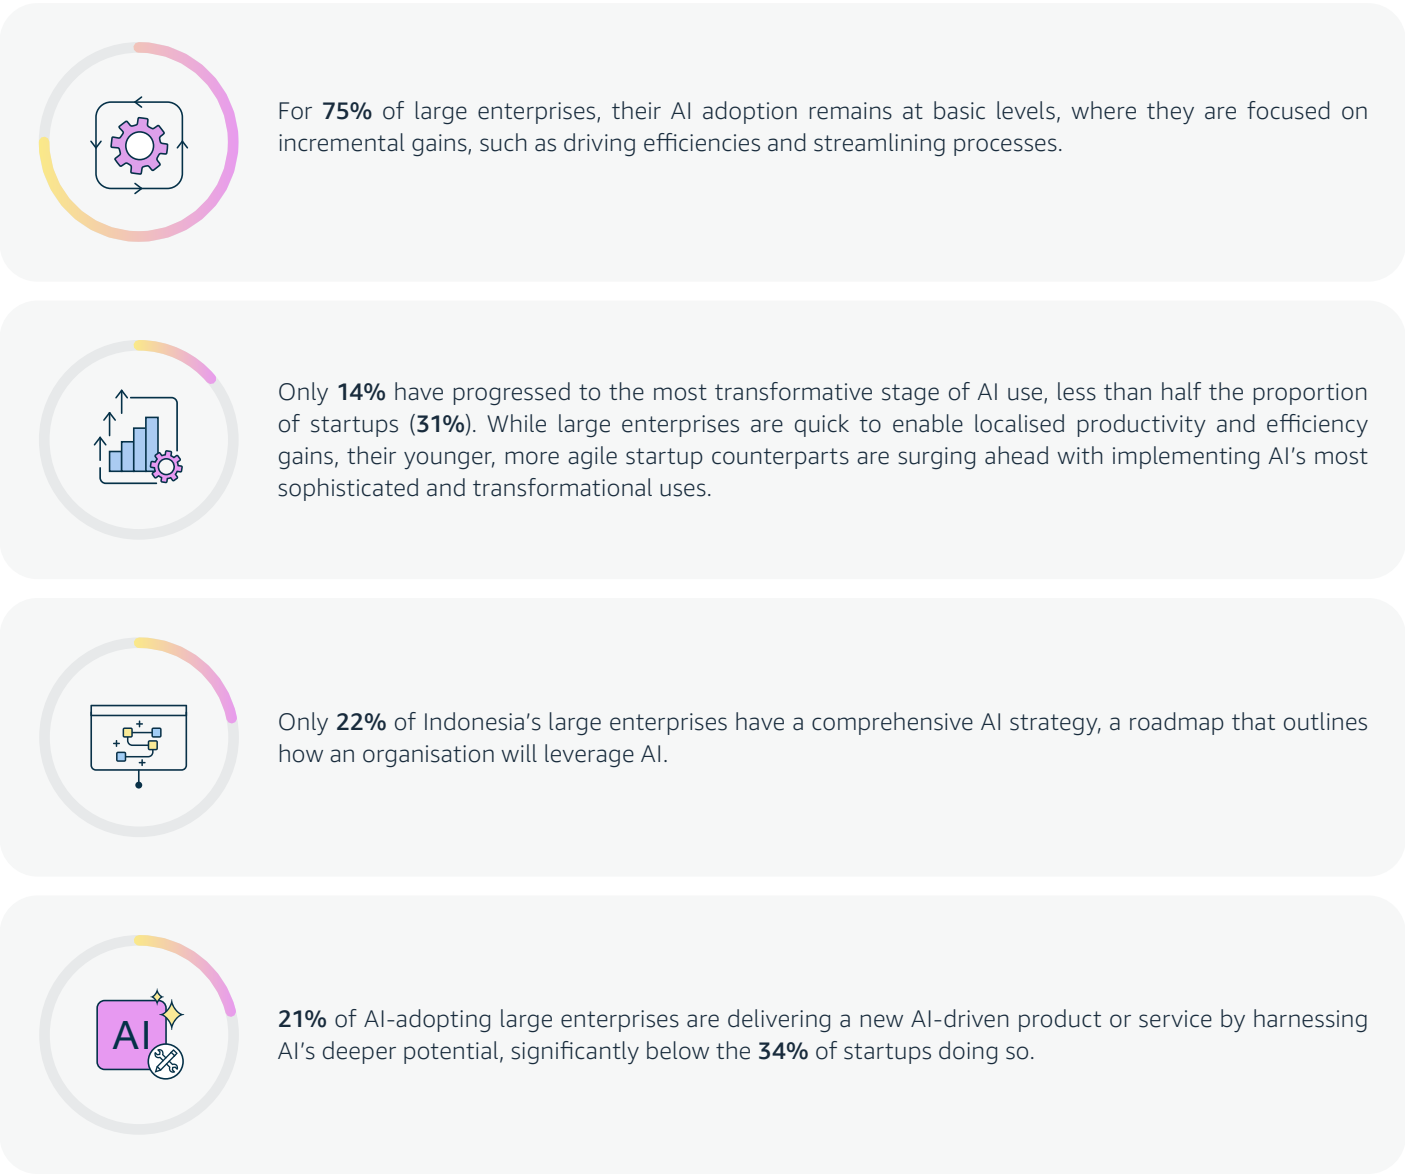 For 75% of large enterprises, their AI adoption remains at basic levels, where they are focused on
incremental gains, such as driving efficiencies and streamlining processes.
Only 14% have progressed to the most transformative stage of AI use, less than half the proportion
of startups (31%). While large enterprises are quick to enable localised productivity and efficiency
gains, their younger, more agile startup counterparts are surging ahead with implementing AI’s most
sophisticated and transformational uses.
Only 22% of Indonesia’s large enterprises have a comprehensive AI strategy, a roadmap that outlines
how an organisation will leverage AI.
AI
21% of AI-adopting large enterprises are delivering a new AI-driven product or service by harnessing
AI’s deeper potential, significantly below the 34% of startups doing so.